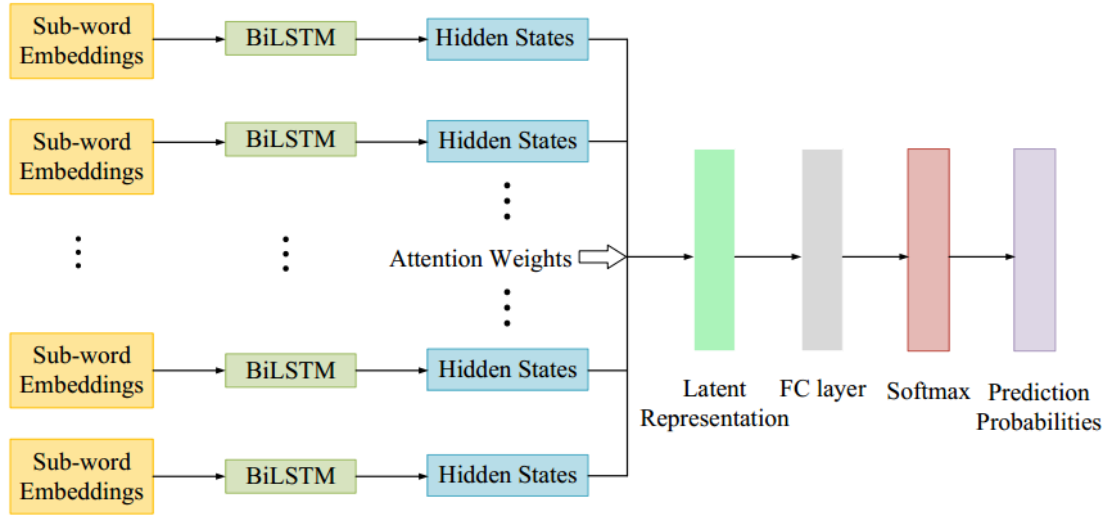 Sub-word
Embeddings
BiLSTM
Hidden States
Sub-word
Embeddings
BiLSTM
Hidden States
Attention Weights
Sub-word
Embeddings
BiLSTM
Hidden States
Sub-word
Embeddings
BiLSTM
Hidden States
Latent
Representation
FC layer
Softmax
Prediction
Probabilities